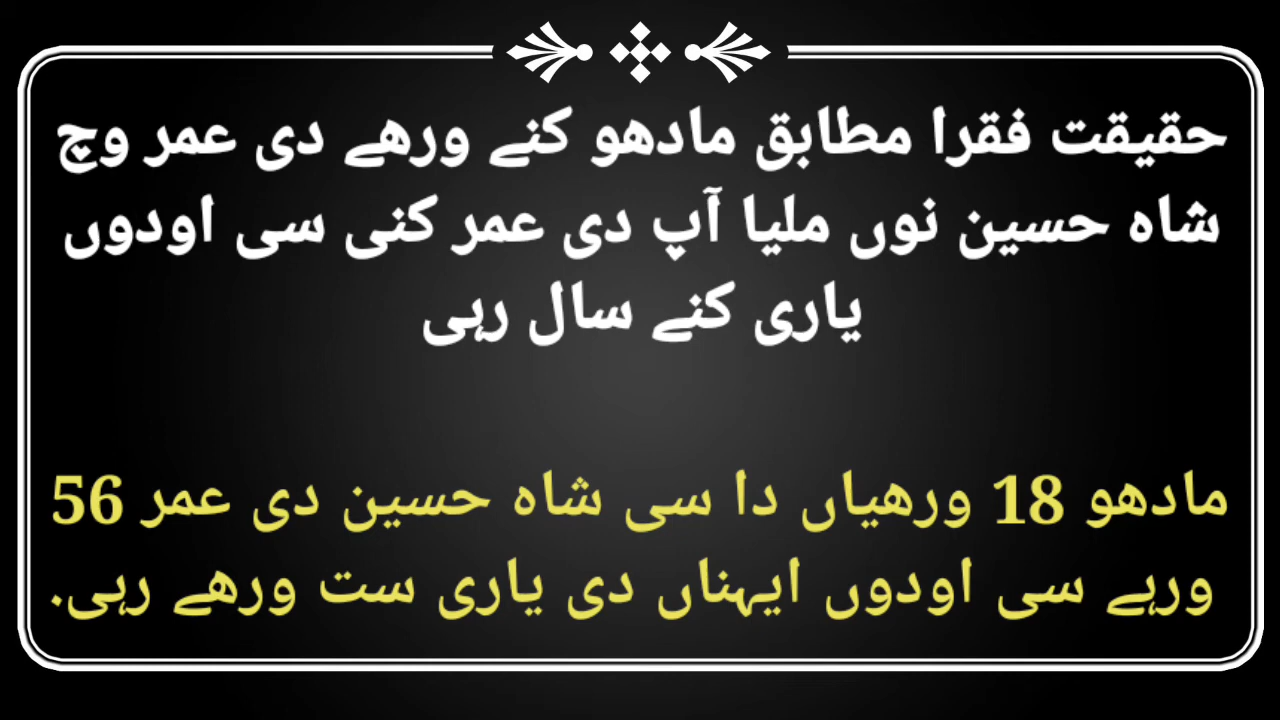 حقیقت فقرا مطابق مادھو کنے ورھے دی عمر وچ
شاہ حسین نوں ملیا آپ دی عمر کنی سی اودوں
یاری کنے سال رہی
مادھو 18 ورھیاں دا سی شاہ حسین دی عمر 56
ورہے سی اودوں ایہناں دی یاری ست ورھے رہی.